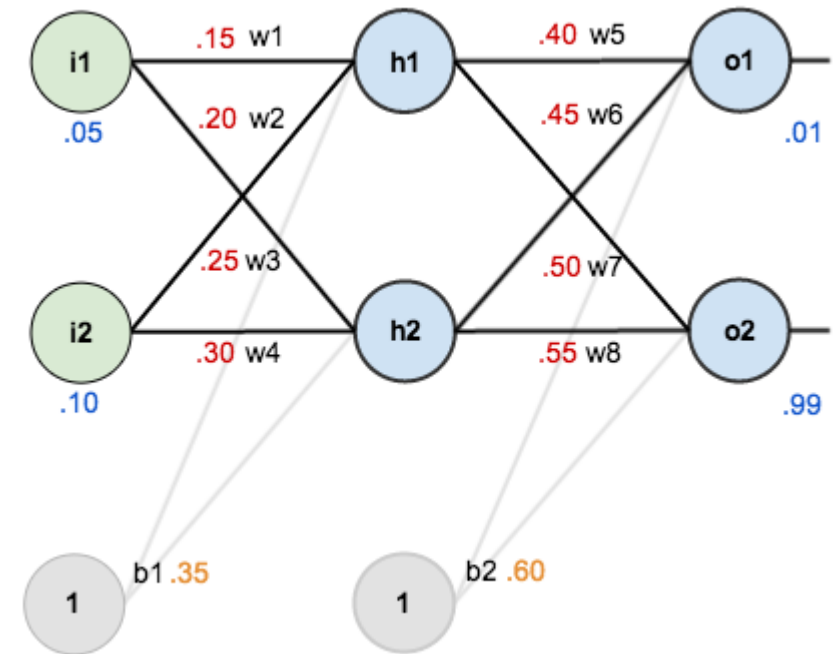 i1
.15 w1
h1
.40 w5
o1
.05
.20 w2
.45 w6
.01
.25 w3
.50 w7
i2
.30 w4
h2
.55 w8
o2
.10
.99
b1 .35
b2 .60
1
1